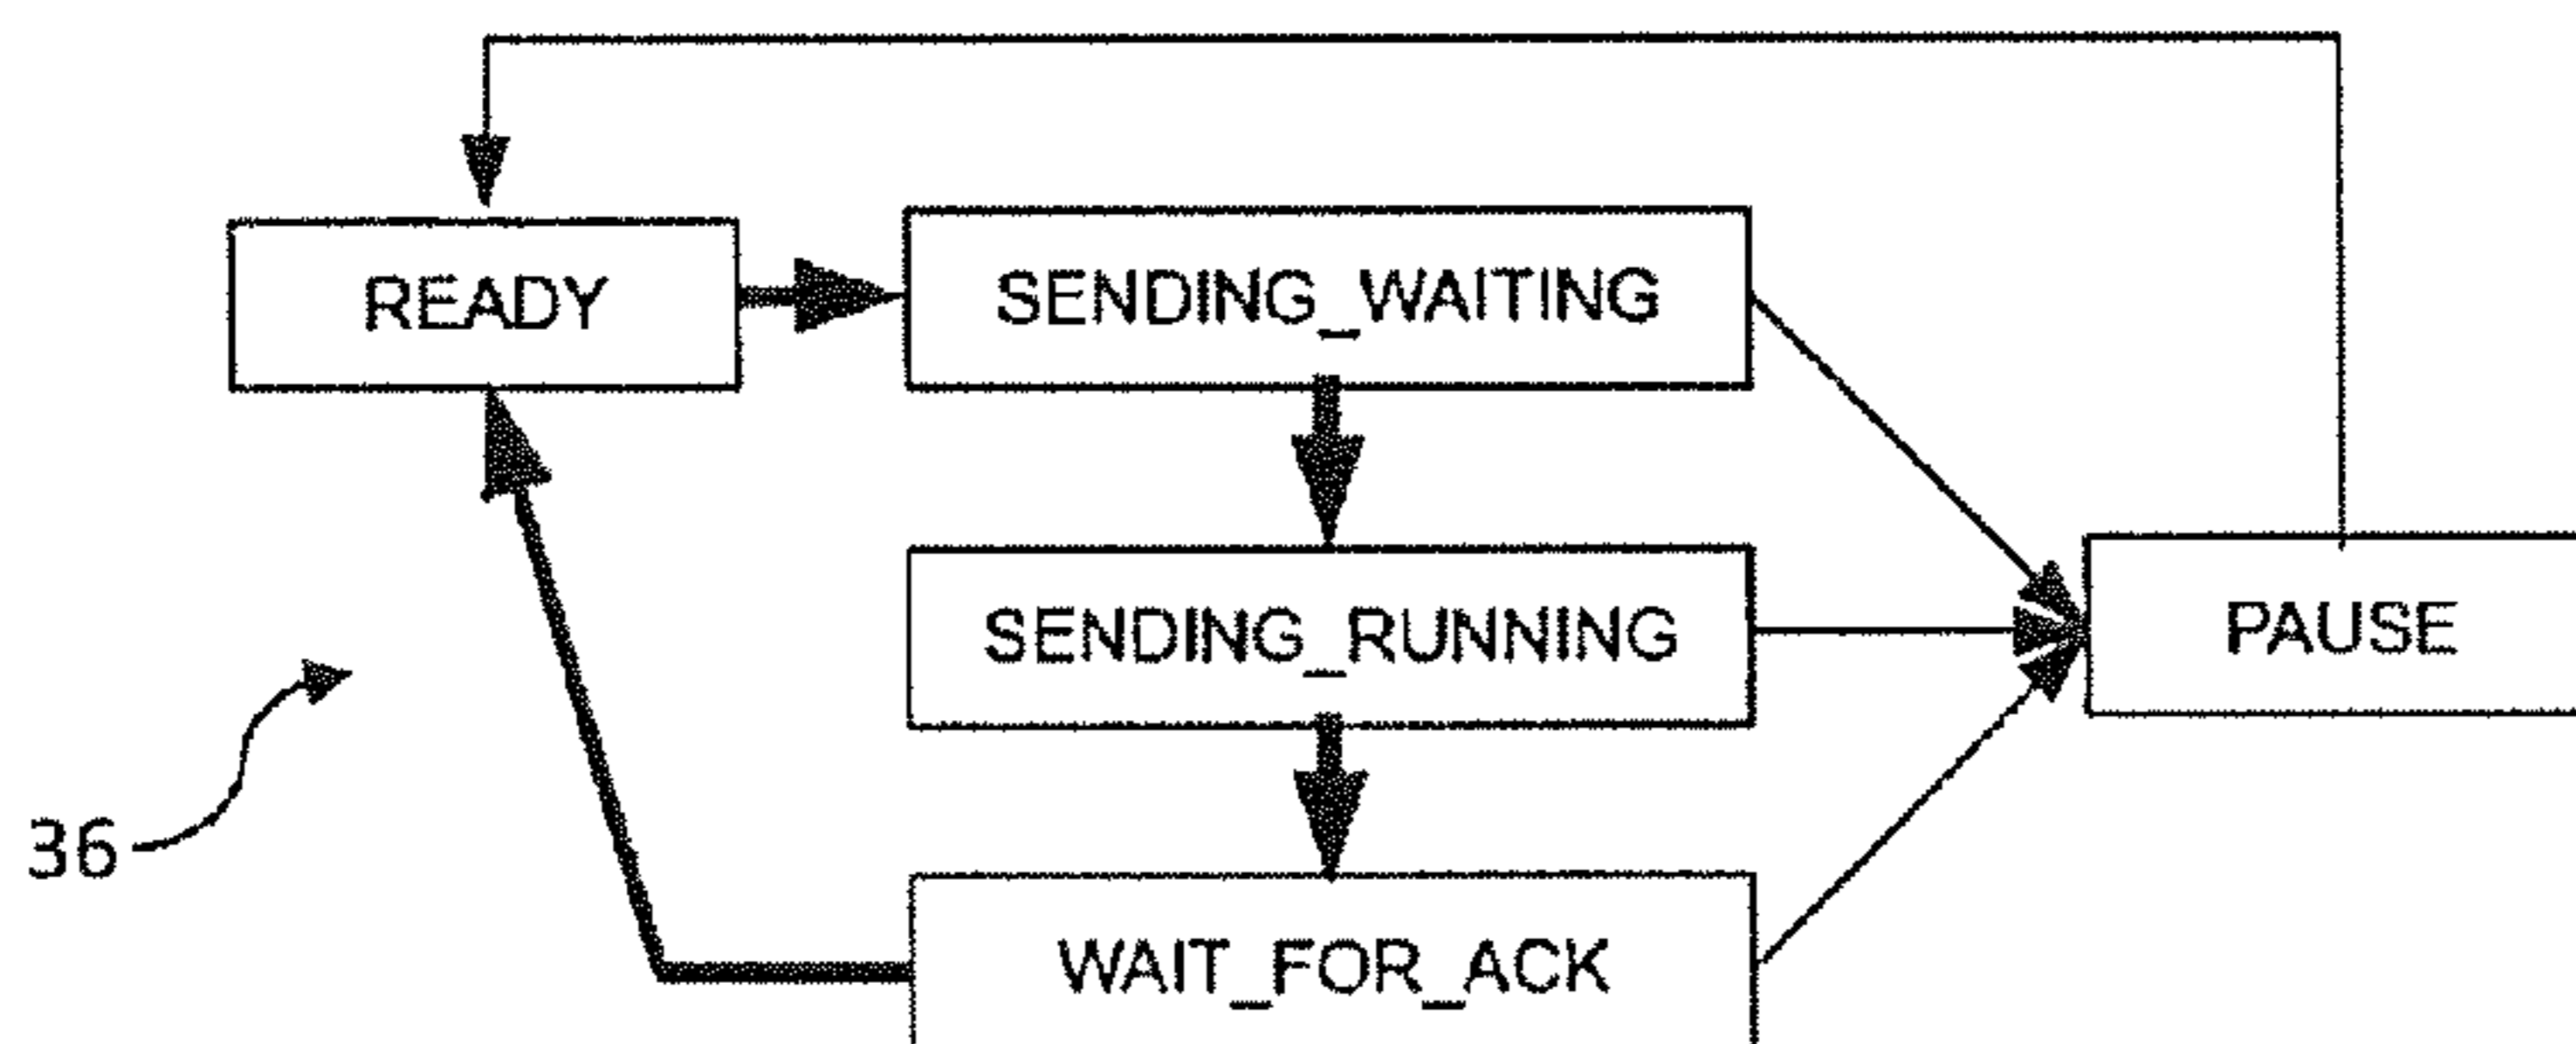 READY
SENDING_WAITING
SENDING_RUNNING
PAUSE
36
WAIT_FOR_ACK